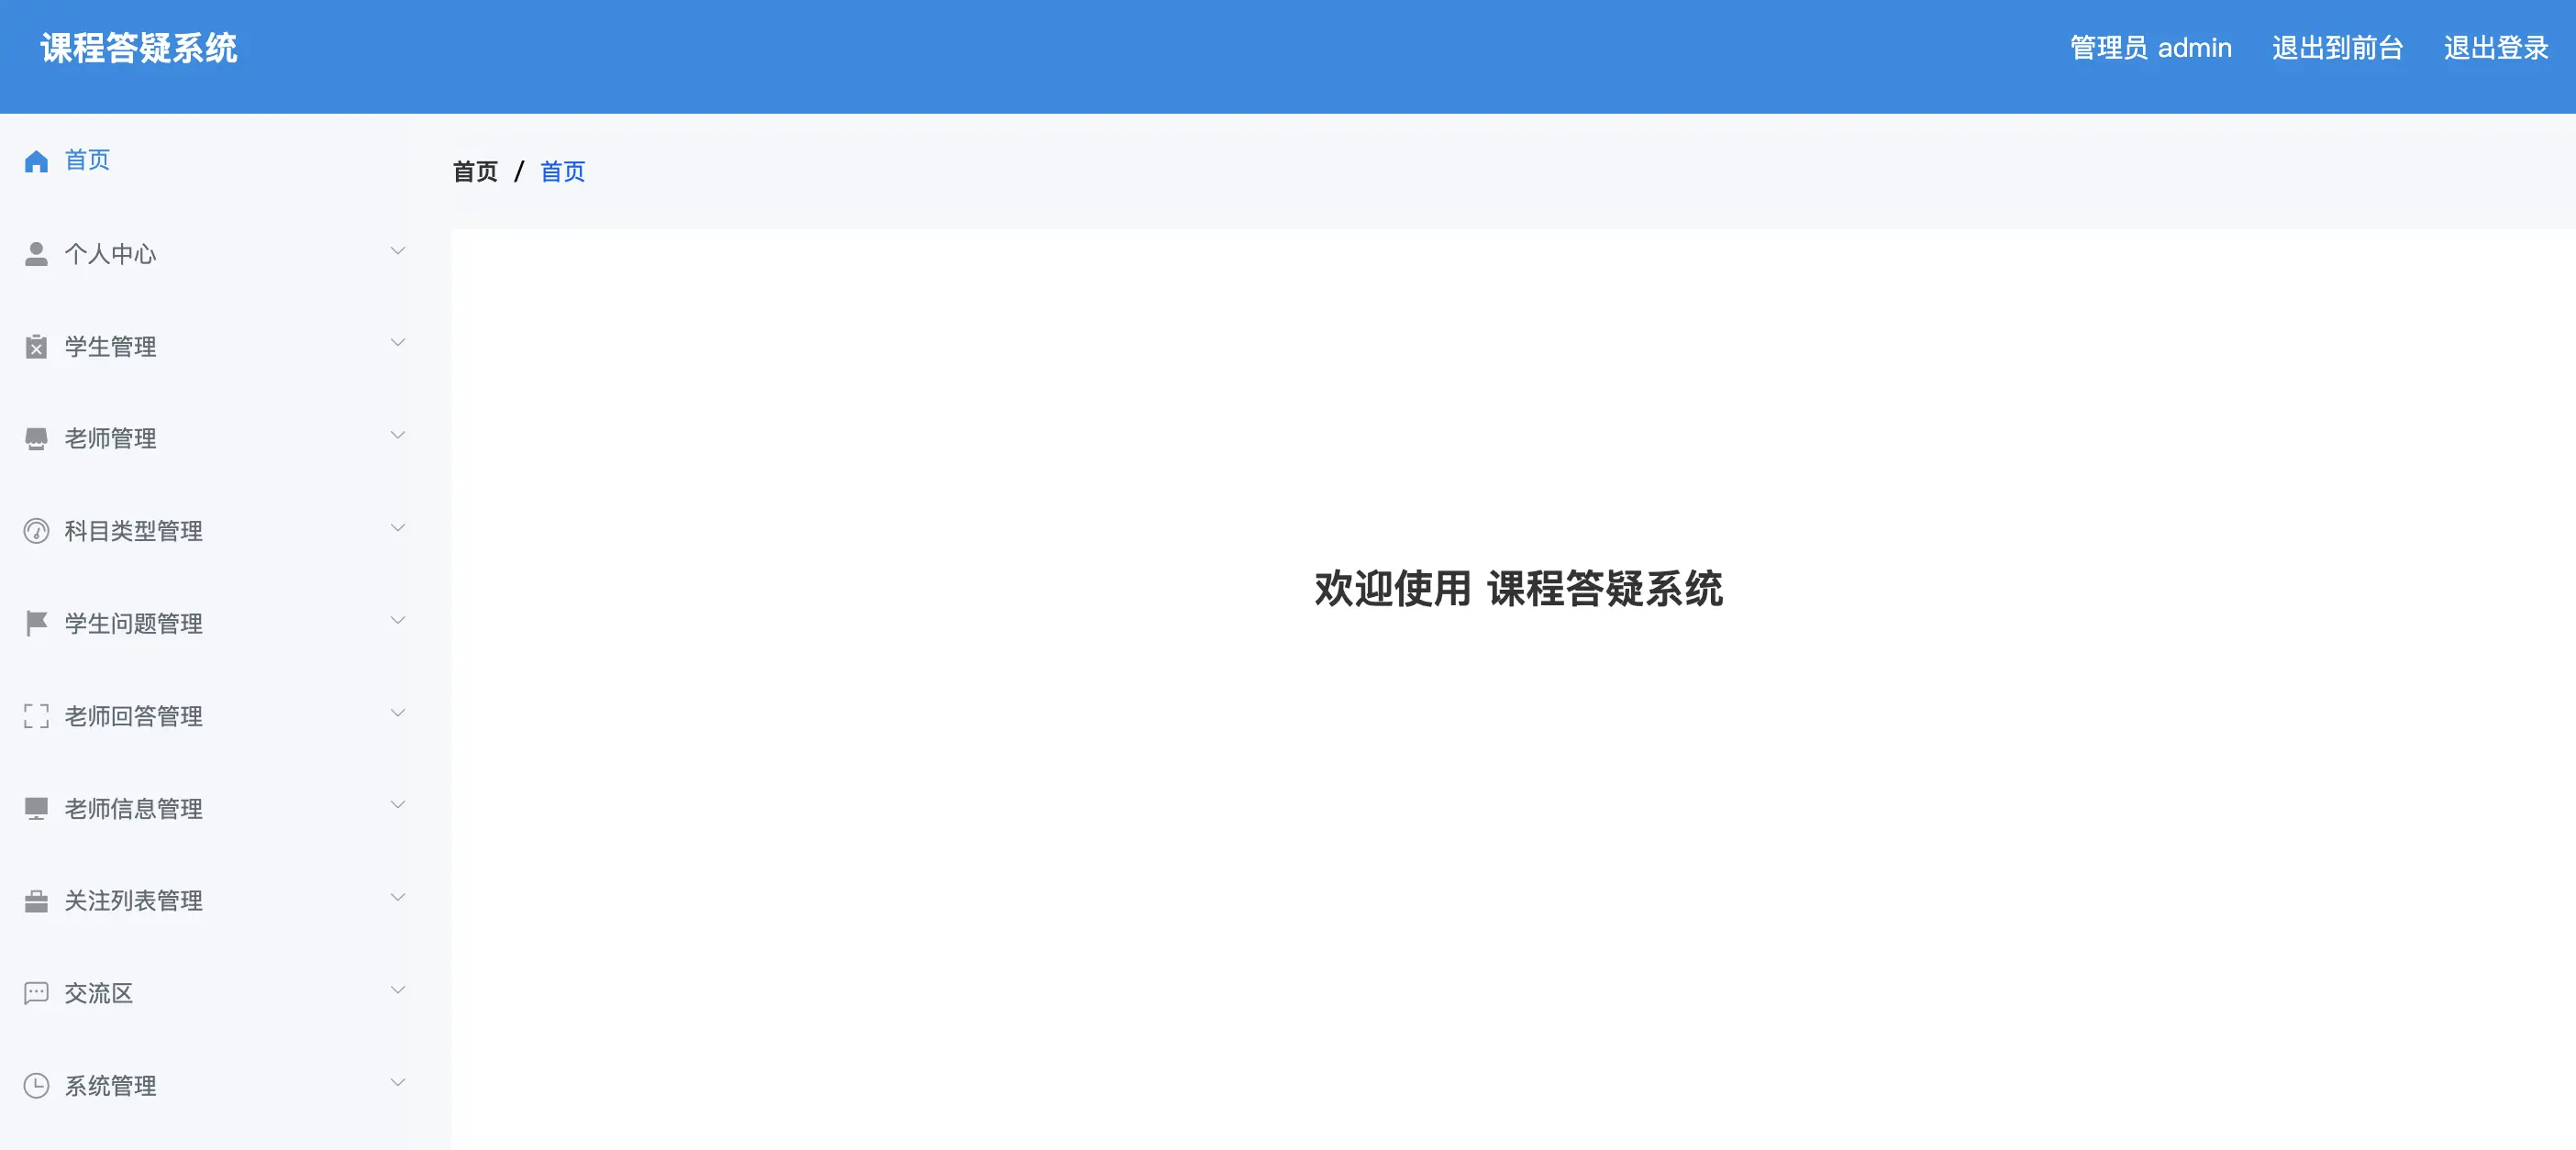 课程答疑系统
管理员 admin
退出到前台
退出登录
首页
个人中心
学生管理
老师管理
科目类型管理
学生问题管理
老师回答管理
老师信息管理
关注列表管理
交流区
系统管理
首页 / 首页
欢迎使用 课程答疑系统